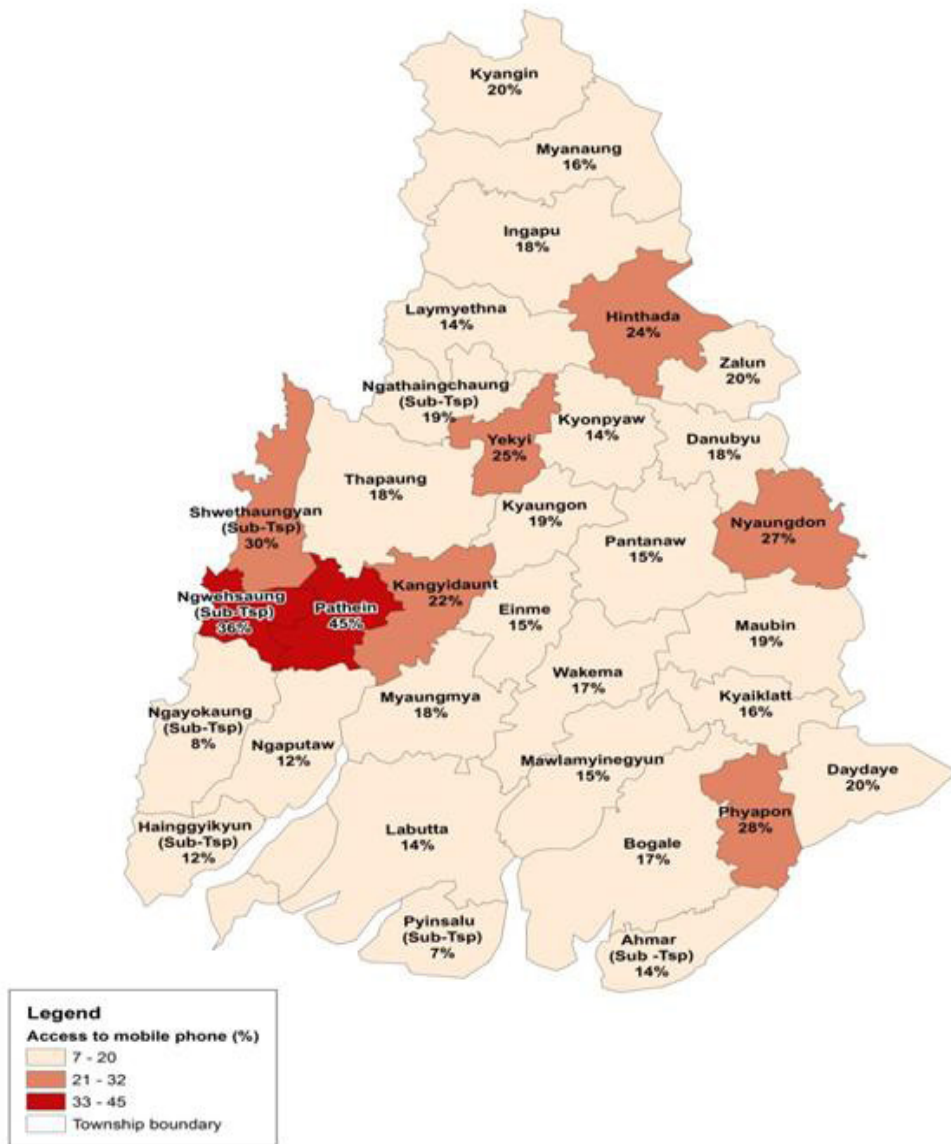 Kyangin
20%
Myanaung
16%
Ingapu
18%
Hinthada
24%
Laymyethna
14%
Zalun
20%
Ngathaingchaung
(Sub-Tsp)
19%
Yekyi
25%
Kyonpyaw
14%
Danubyu
18%
Thapaung
18%
Kyaungon
19%
Shwethaungyan
(Sub-Tsp)
30%
Nyaungdon
27%
Pantanaw
15%
Ngwehsaung
(Sub-Tsp)
36%
Pathein
45%
Kangyidaunt
22%
Einme
15%
Maubin
19%
Wakema
17%
Myaungmya
18%
Kyaiklatt
16%
Ngayokaung
(Sub-Tsp)
8%
Ngaputaw
12%
Mawlamyinegyun
15%
Daydaye
20%
Phyapon
28%
Hainggyikyun
(Sub-Tsp)
12%
Labutta
14%
Bogale
17%
Pyinsalu
(Sub-Tsp)
7%
Ahmar
(Sub -Tsp)
14%
Legend
Access to mobile phone (%)
7 - 20
21 - 32
33 - 45
Township boundary